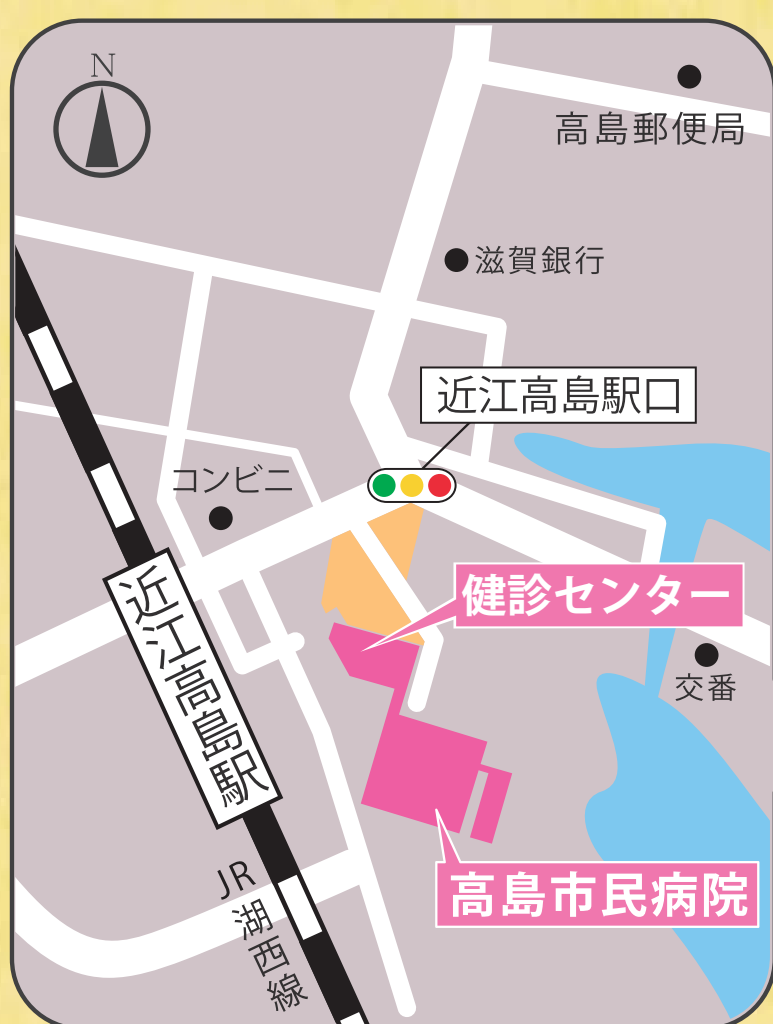 N
高島郵便局
滋賀銀行
近江高島駅口
コンビニ
健診センター
近江高島駅
交番
高島市民病院
JR湖西線